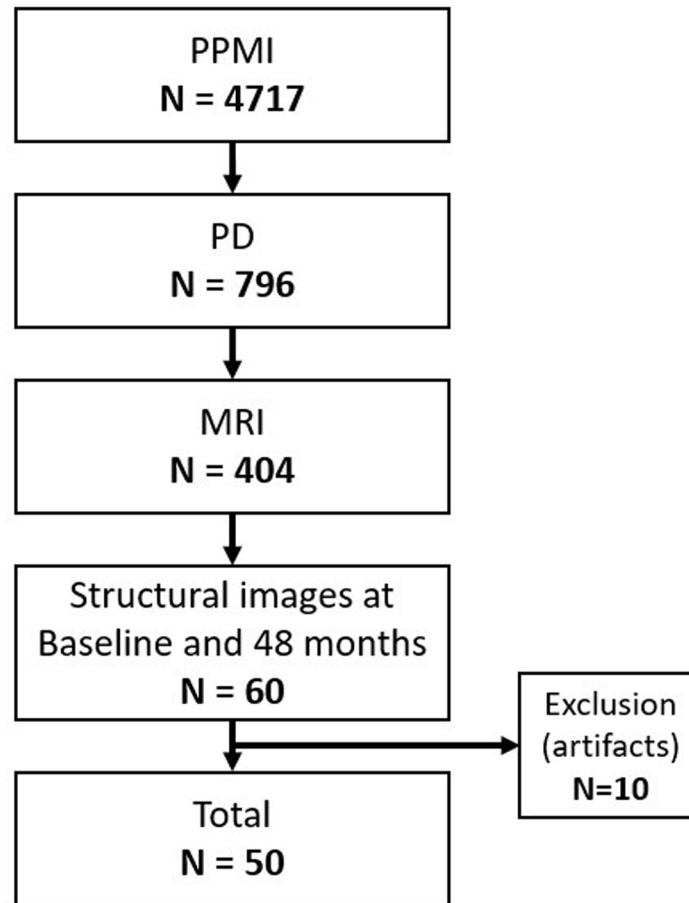 PPMI
N = 4717
PD
N = 796
MRI
N = 404
Structural images at
Baseline and 48 months
N = 60
Exclusion
(artifacts)
N=10
Total
N = 50